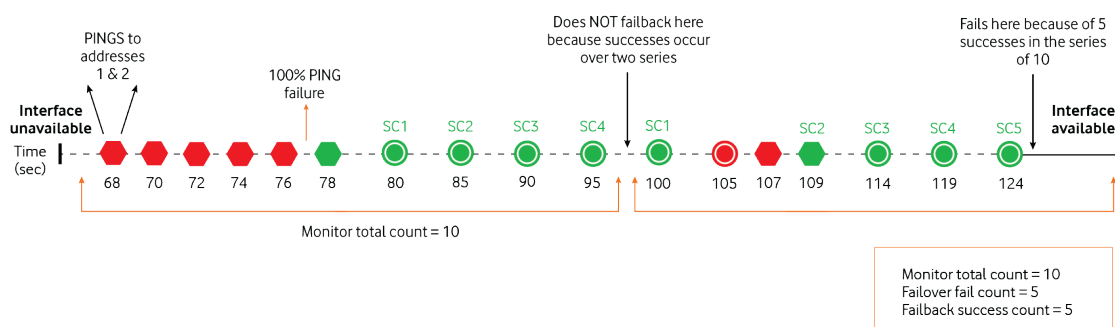 PINGS to
addresses
1 & 2
100% PING
failure
Does NOT failback here
because successes occur
over two series
Fails here because of 5
successes in the series
of 10
Interface
unavailable
Interface
available
SC1
SC2
SC3
SC4
SC1
SC2
SC3
SC4
SC5
Time
(sec)
68
70
72
74
76
78
80
85
90
95
100
105
107
109
114
119
124
Monitor total count = 10
Monitor total count = 10
Failover fail count = 5
Failback success count = 5